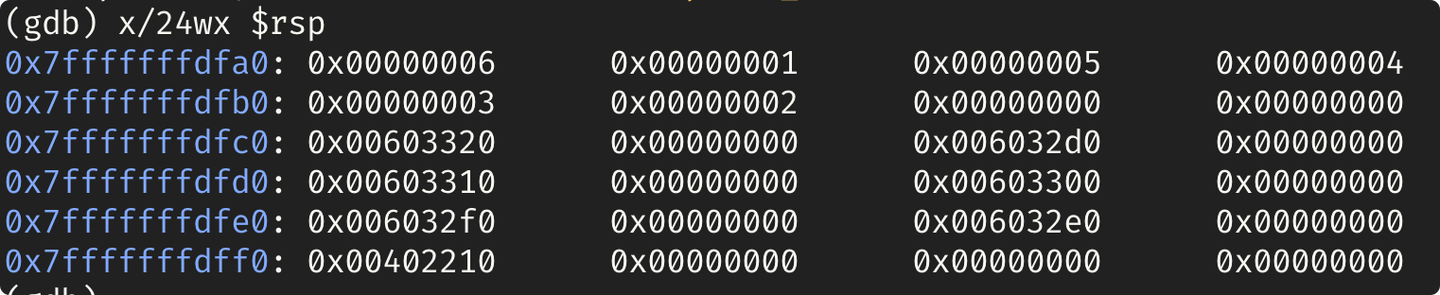 (gdb) x/24wx $rsp
0x7fffffffdfa0: 0x00000006 0x00000001 0x00000005 0x00000004
0x7fffffffdfb0: 0x00000003 0x00000002 0x00000000 0x00000000
0x7fffffffdfc0: 0x00603320 0x00000000 0x006032d0 0x00000000
0x7fffffffdfd0: 0x00603310 0x00000000 0x00603300 0x00000000
0x7fffffffdfe0: 0x006032f0 0x00000000 0x006032e0 0x00000000
0x7fffffffdff0: 0x00402210 0x00000000 0x00000000 0x00000000
(gdb)